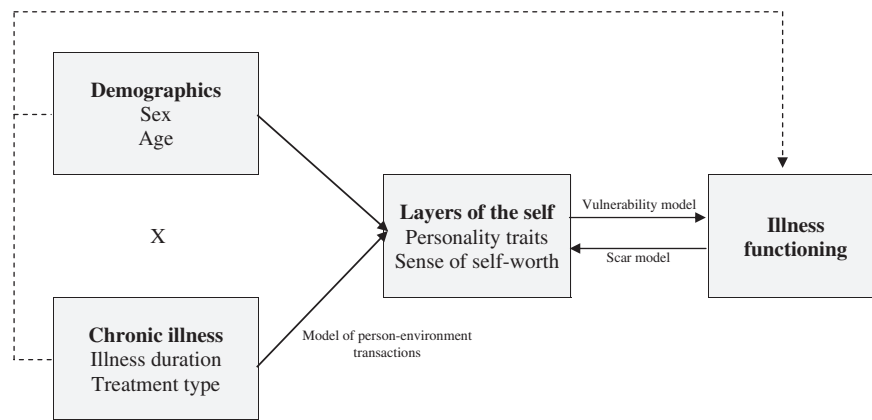 Demographics
Sex
Age
X
Chronic illness
Illness duration
Treatment type
Model of person-environment
transactions
Layers of the self
Personality traits
Sense of self-worth
Vulnerability model
Scar model
Illness
functioning